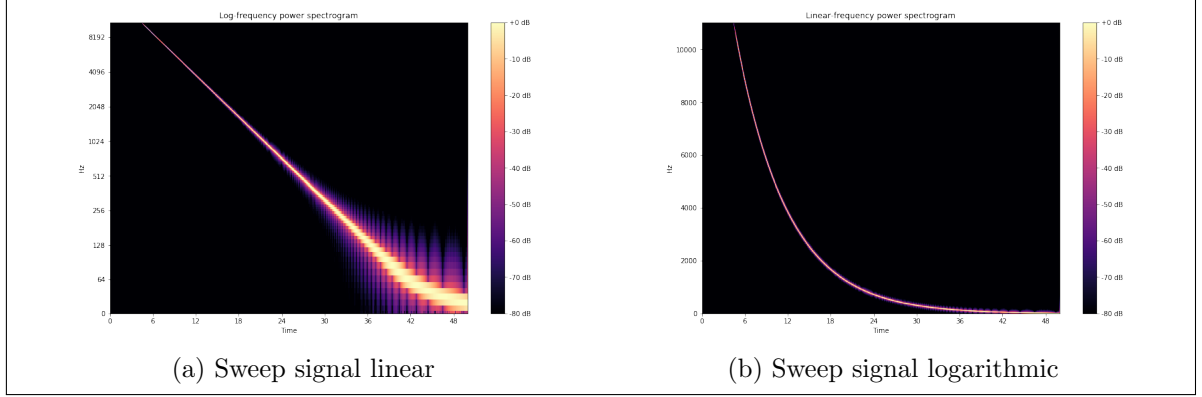 Log-frequency power spectrogram
Hz
8192
4096
2048
1024
512
256
128
64
0
0 6 12 18 24 30 36 42 48
Time
+0 dB
-10 dB
-20 dB
-30 dB
-40 dB
-50 dB
-60 dB
-70 dB
-80 dB
(a) Sweep signal linear
Linear-frequency power spectrogram
Hz
10000
8000
6000
4000
2000
0
0 6 12 18 24 30 36 42 48
Time
+0 dB
-10 dB
-20 dB
-30 dB
-40 dB
-50 dB
-60 dB
-70 dB
-80 dB
(b) Sweep signal logarithmic